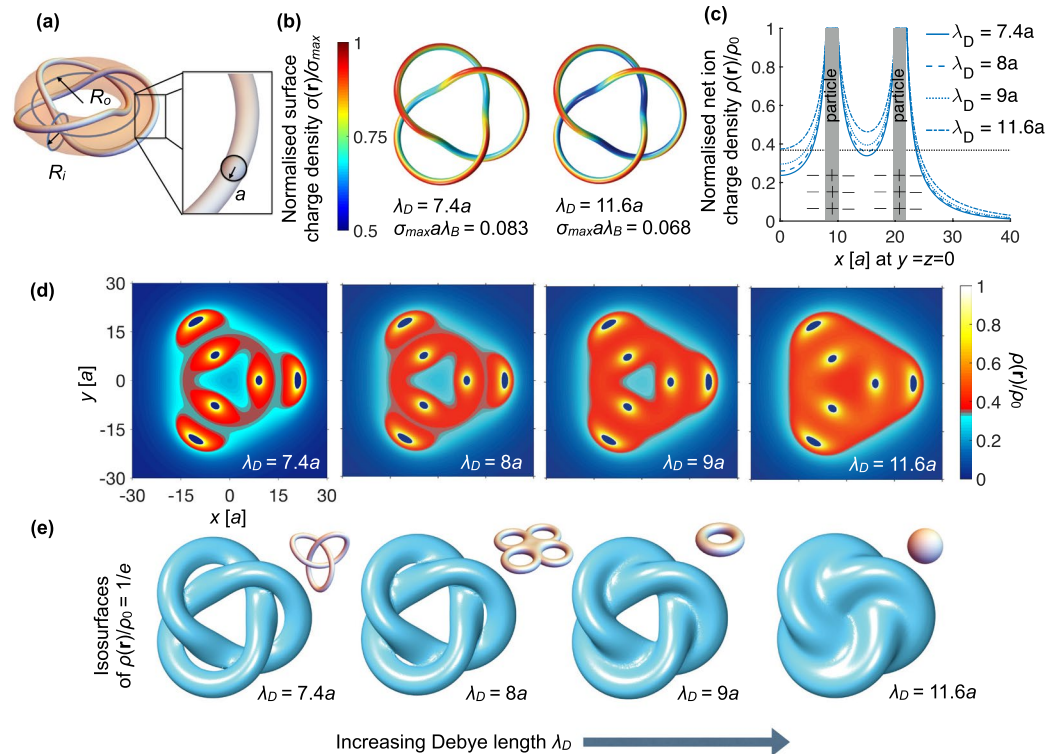 (a)
R_o
R_i
a
(b)
Normalised surface
charge density σ(r)/σ_max
1
0.75
0.5
λ_D = 7.4a
σ_max aλ_B = 0.083
λ_D = 11.6a
σ_max aλ_B = 0.068
(c)
Normalised net ion
charge density ρ(r)/ρ_0
1
0.8
0.6
0.4
0.2
0
particle
particle
λ_D = 7.4a
λ_D = 8a
λ_D = 9a
λ_D = 11.6a
— + — — + —
— + — — + —
— + — — + —
0 10 20 30 40
x [a] at y =z=0
(d)
y [a]
30
15
0
-15
-30
-30 -15 0 15 30
x [a]
λ_D = 7.4a
λ_D = 8a
λ_D = 9a
λ_D = 11.6a
1
0.8
0.6
0.4
0.2
0
ρ(r)/ρ_0
(e)
Isosurfaces
of ρ(r)/ρ_0 = 1/e
λ_D = 7.4a
λ_D = 8a
λ_D = 9a
λ_D = 11.6a
Increasing Debye length λ_D